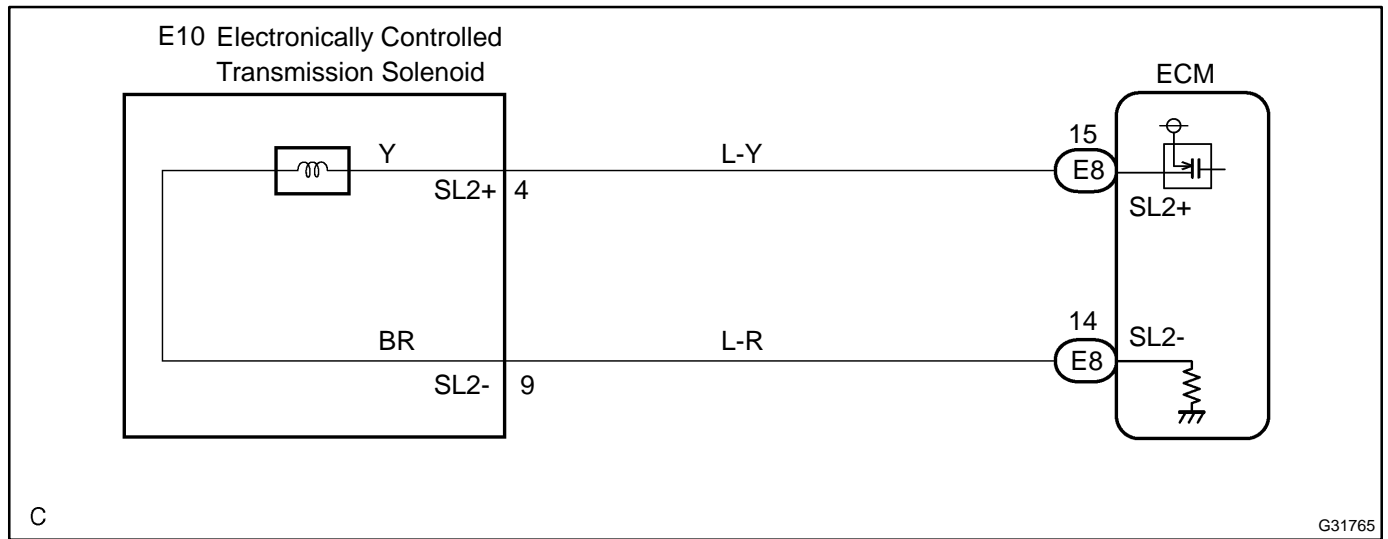 E10 Electronically Controlled
Transmission Solenoid
ECM
Y
L-Y
15
E8
SL2+ 4
SL2+
BR
L-R
14
E8
SL2-
SL2- 9
C
G31765